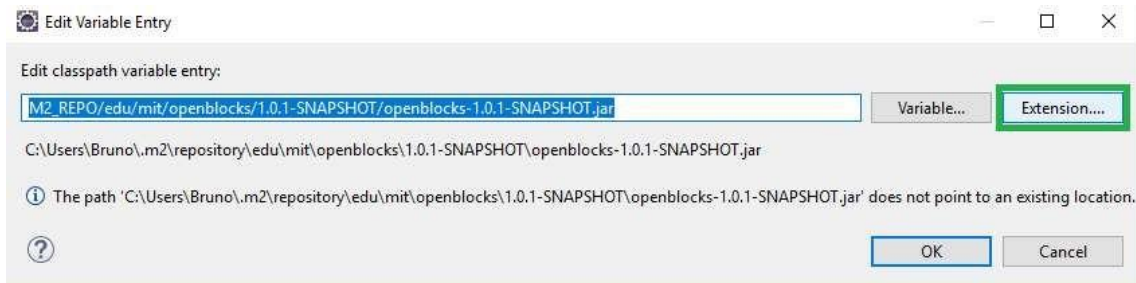 Edit Variable Entry
Edit classpath variable entry:
M2_REPO/edu/mit/openblocks/1.0.1-SNAPSHOT/openblocks-1.0.1-SNAPSHOT.jar
Variable...
Extension....
C:\Users\Bruno\.m2\repository\edu\mit\openblocks\1.0.1-SNAPSHOT\openblocks-1.0.1-SNAPSHOT.jar
The path 'C:\Users\Bruno\.m2\repository\edu\mit\openblocks\1.0.1-SNAPSHOT\openblocks-1.0.1-SNAPSHOT.jar' does not point to an existing location.
OK
Cancel